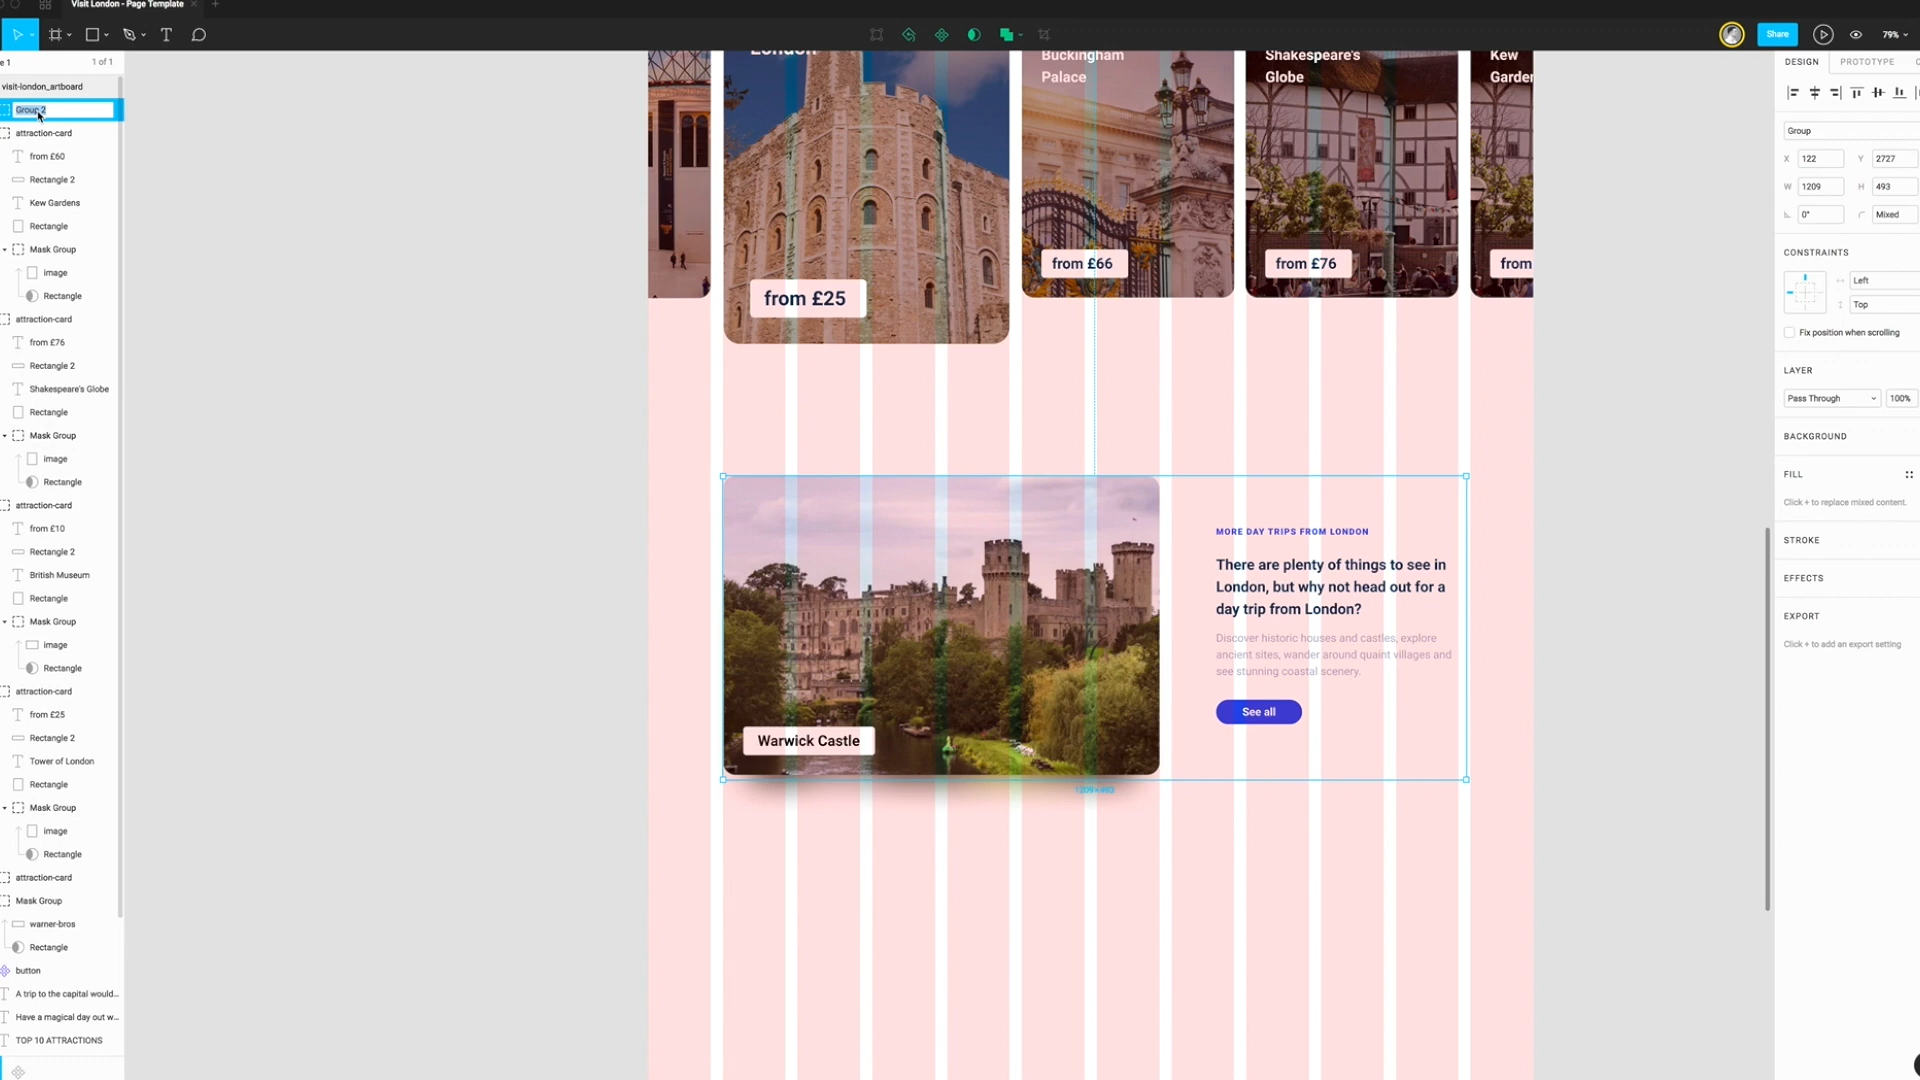 Visit London - Page Template
Share
79%
e 1
1 of 1
visit-london_artboard
Group 2
attraction-card
from £60
Rectangle 2
Kew Gardens
Rectangle
Mask Group
image
Rectangle
attraction-card
from £76
Rectangle 2
Shakespeare's Globe
Rectangle
Mask Group
image
Rectangle
attraction-card
from £10
Rectangle 2
British Museum
Rectangle
Mask Group
image
Rectangle
attraction-card
from £25
Rectangle 2
Tower of London
Rectangle
Mask Group
image
Rectangle
attraction-card
Mask Group
warner-bros
Rectangle
button
A trip to the capital would...
Have a magical day out w...
TOP 10 ATTRACTIONS
London
from £25
Buckingham
Palace
from £66
Shakespeare's
Globe
from £76
Kew
Garden
from
Warwick Castle
MORE DAY TRIPS FROM LONDON
There are plenty of things to see in
London, but why not head out for a
day trip from London?
Discover historic houses and castles, explore
ancient sites, wander around quaint villages and
see stunning coastal scenery.
See all
1209×493
DESIGN
PROTOTYPE
C
Group
X 122
Y 2727
W 1209
H 493
0°
Mixed
CONSTRAINTS
Left
Top
Fix position when scrolling
LAYER
Pass Through
100%
BACKGROUND
FILL
Click + to replace mixed content.
STROKE
EFFECTS
EXPORT
Click + to add an export setting